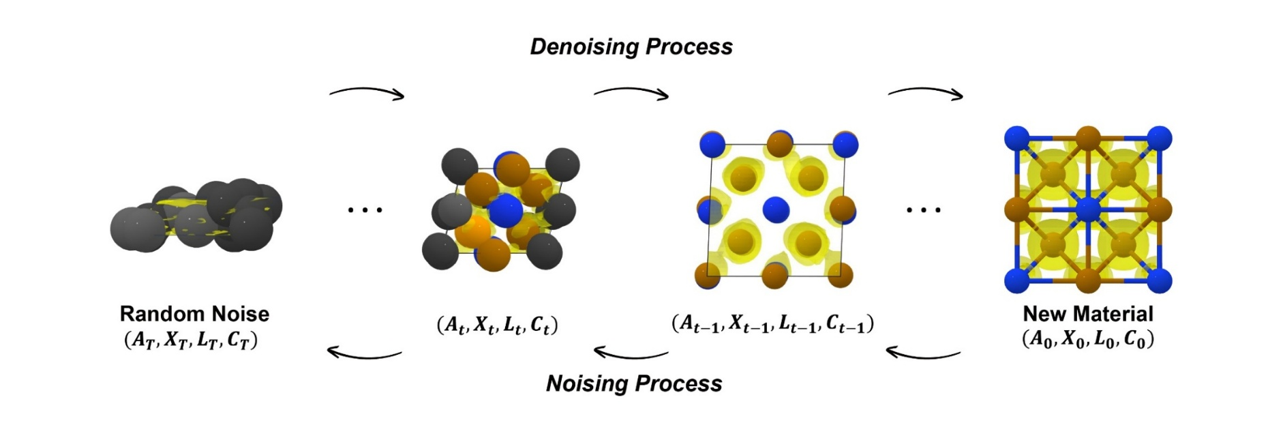 Denoising Process
...
...
Random Noise
(A_T, X_T, L_T, C_T)
(A_t, X_t, L_t, C_t)
(A_{t−1}, X_{t−1}, L_{t−1}, C_{t−1})
New Material
(A_0, X_0, L_0, C_0)
Noising Process